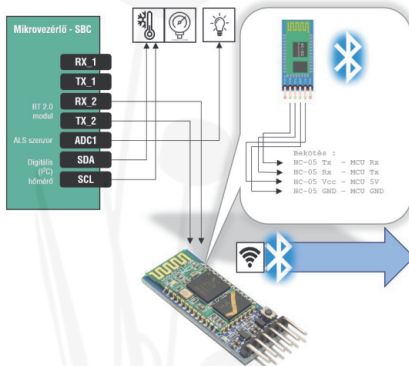 Mikrovezérlő - SBC
RX_1
TX_1
BT 2.0
modul
RX_2
TX_2
ALS szenzor
ADC1
Digitális
(I²C)
hőmérő
SDA
SCL
Bekötés :
HC-05 Tx - MCU Rx
HC-05 Rx - MCU Tx
HC-05 Vcc - MCU 5V
HC-05 GND - MCU GND